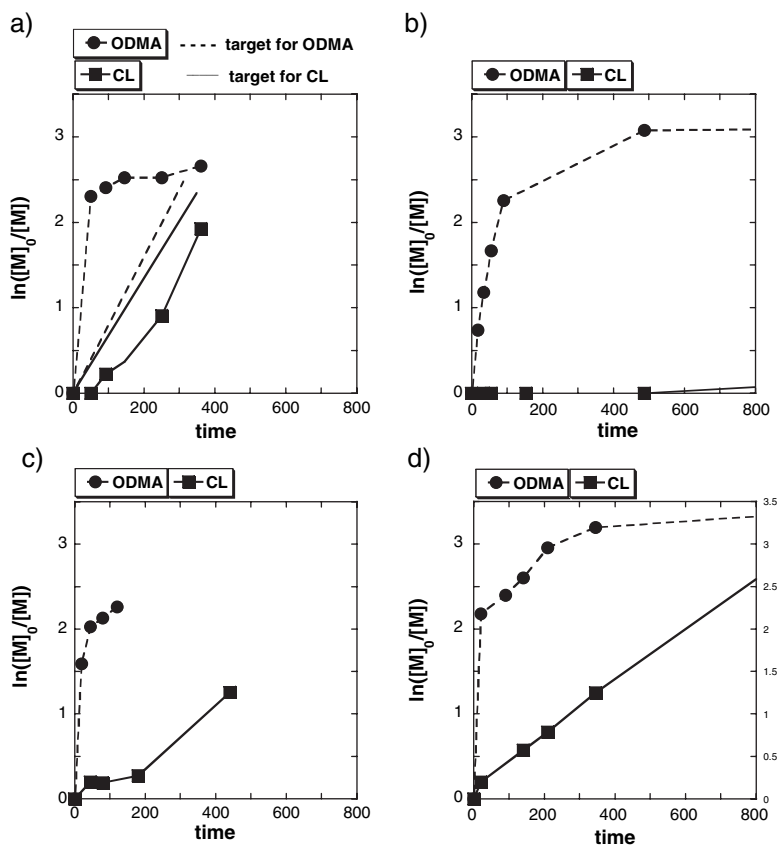 a)
ODMA
target for ODMA
CL
target for CL
3
2
1
0
ln([M]0/[M])
0
200
400
600
800
time
b)
ODMA CL
3
2
1
0
ln([M]0/[M])
0
200
400
600
800
time
c)
ODMA CL
3
2
1
0
ln([M]0/[M])
0
200
400
600
800
time
d)
ODMA CL
3
2
1
0
ln([M]0/[M])
3.5
3
2.5
2
1.5
1
0.5
0
0
200
400
600
800
time